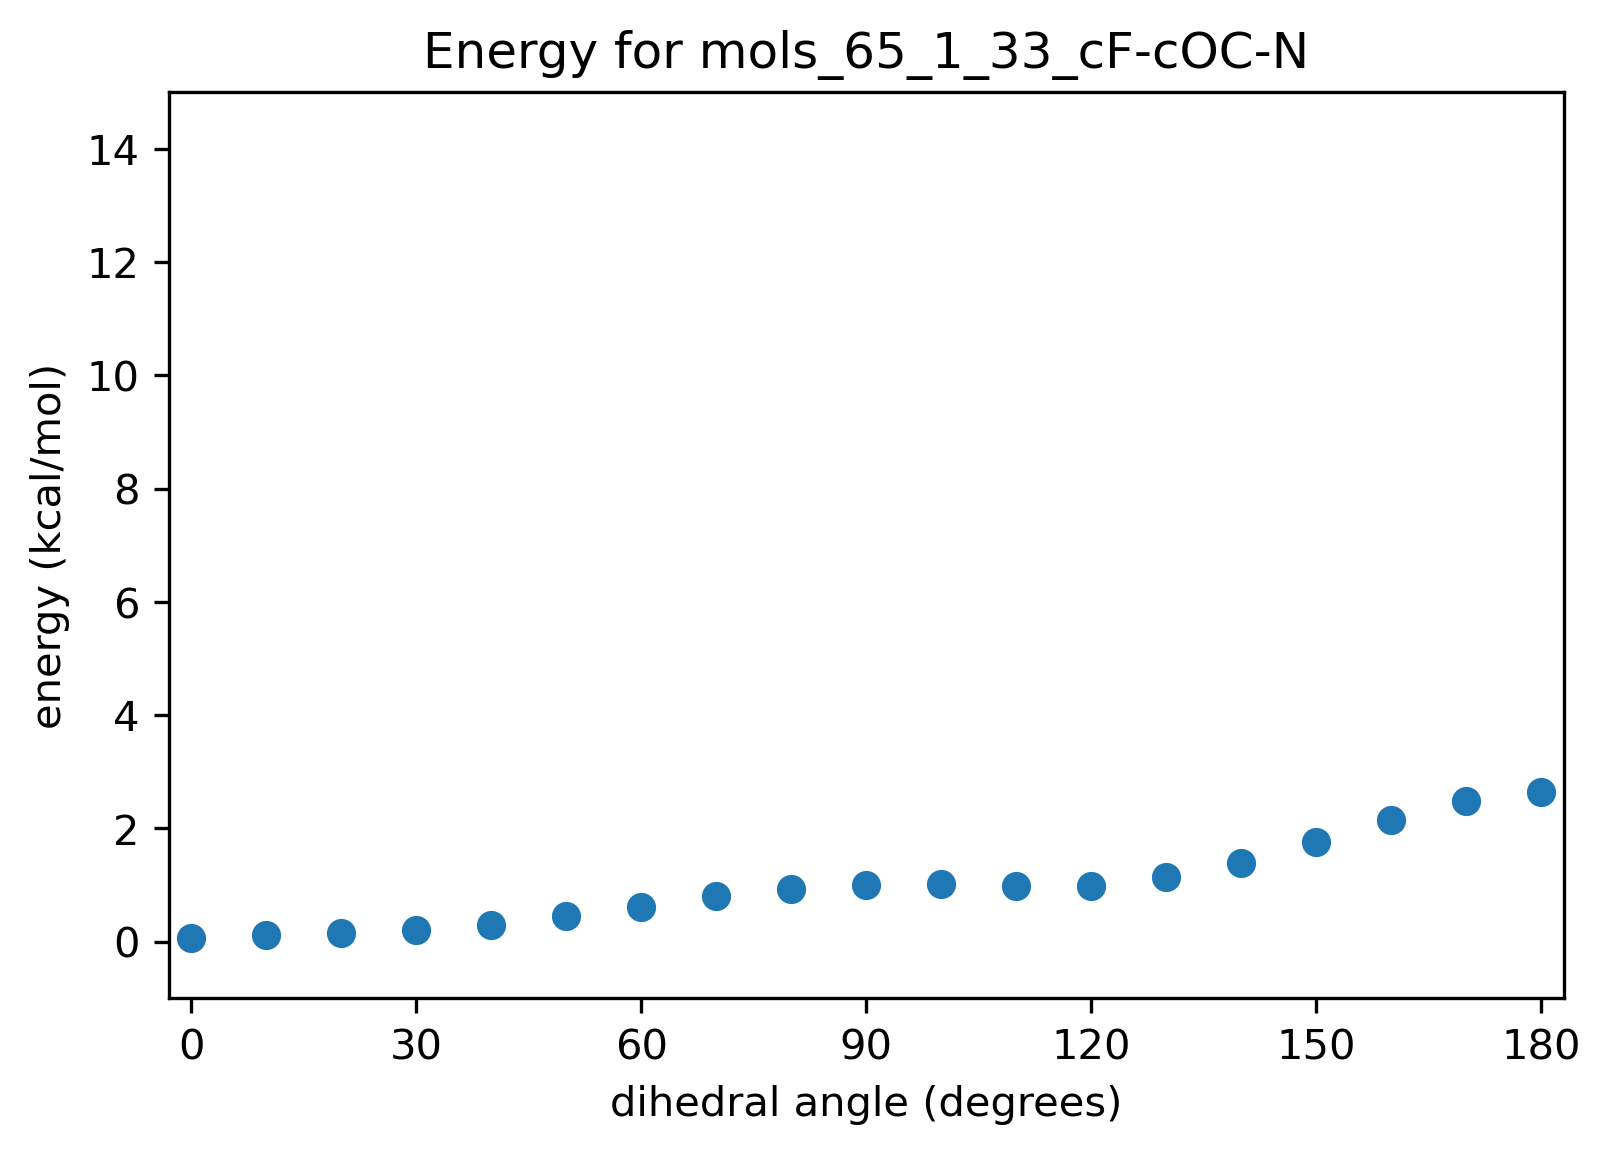 Energy for mols_65_1_33_cF-cOC-N
14
12
10
8
6
4
2
0
energy (kcal/mol)
0 30 60 90 120 150 180
dihedral angle (degrees)